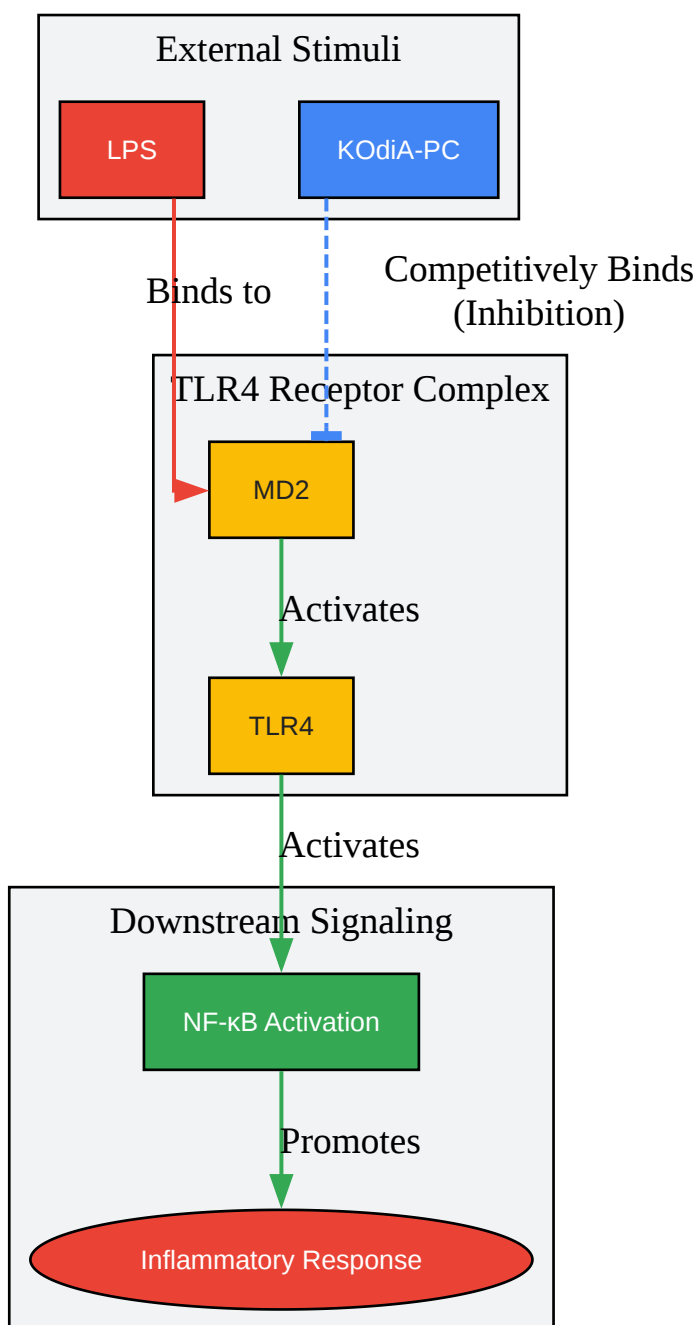 External Stimuli
LPS
KOdiA-PC
Binds to
Competitively Binds
(Inhibition)
TLR4 Receptor Complex
MD2
Activates
TLR4
Activates
Downstream Signaling
NF-κB Activation
Promotes
Inflammatory Response